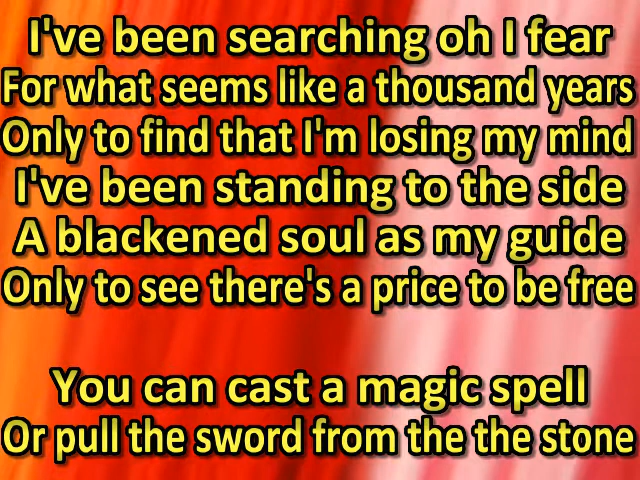 I've been searching oh I fear
For what seems like a thousand years
Only to find that I'm losing my mind
I've been standing to the side
A blackened soul as my guide
Only to see there's a price to be free
You can cast a magic spell
Or pull the sword from the the stone